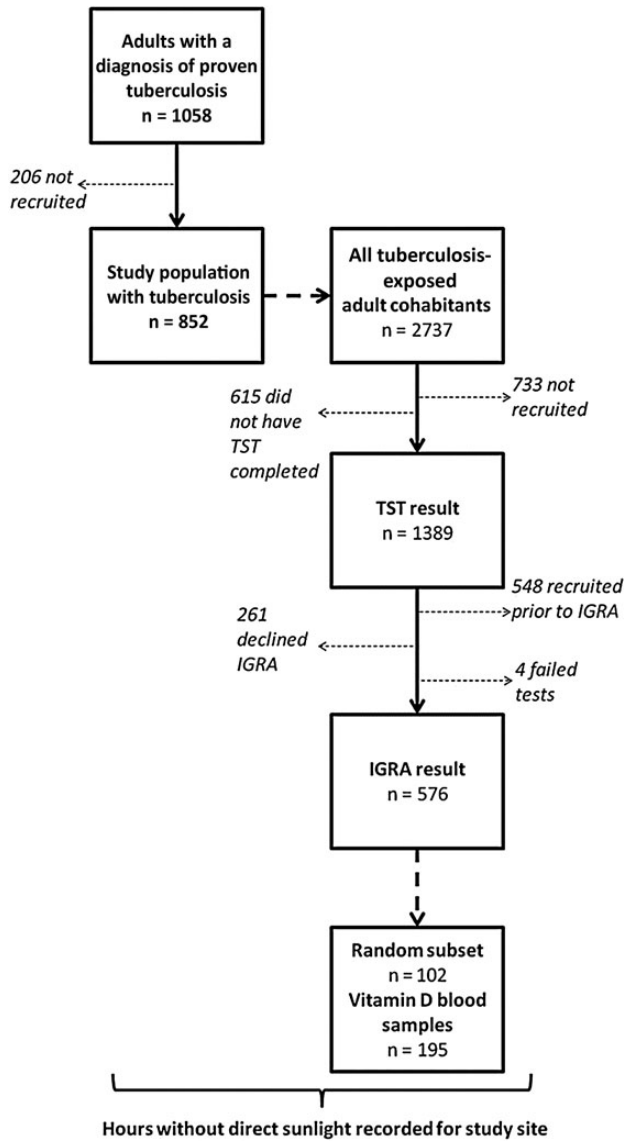 Adults with a
diagnosis of proven
tuberculosis
n = 1058
206 not
recruited
Study population
with tuberculosis
n = 852
All tuberculosis-
exposed
adult cohabitants
n = 2737
615 did
not have
TST
completed
733 not
recruited
TST result
n = 1389
548 recruited
prior to IGRA
261
declined
IGRA
4 failed
tests
IGRA result
n = 576
Random subset
n = 102
Vitamin D blood
samples
n = 195
Hours without direct sunlight recorded for study site